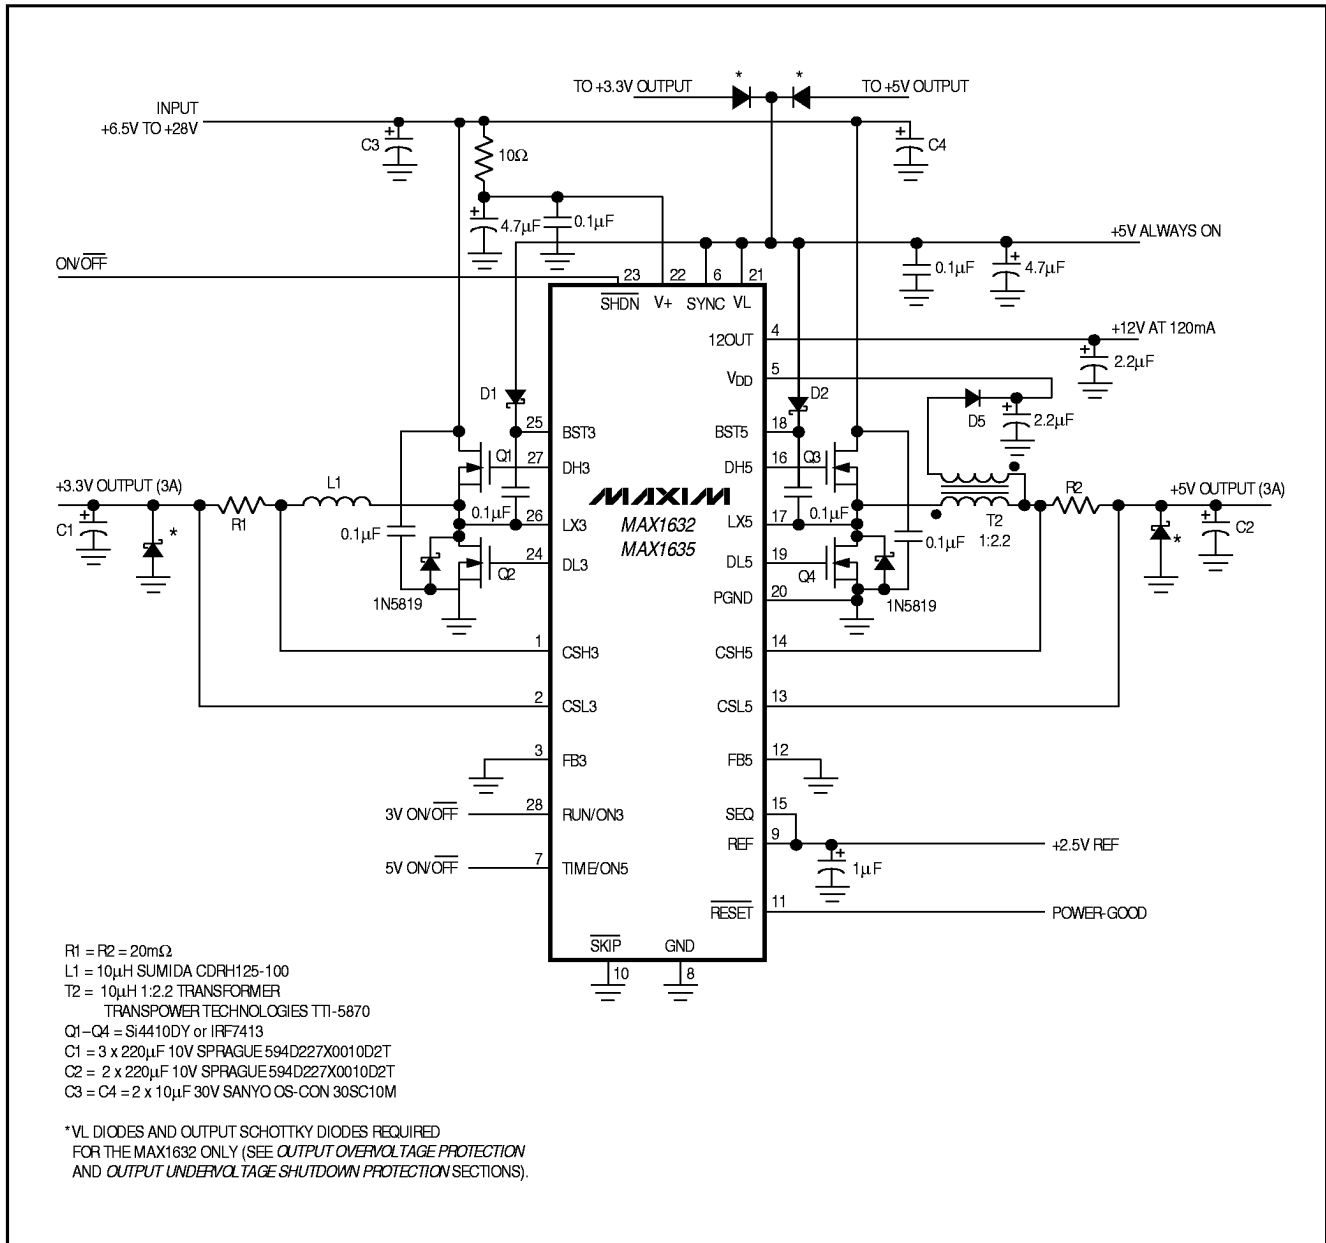 TO +3.3V OUTPUT
*
*
TO +5V OUTPUT
INPUT
+6.5V TO +28V
+
C3
10Ω
+
C4
+
4.7μF
0.1μF
+5V ALWAYS ON
ON/OFF
0.1μF
+
4.7μF
23
22
6
21
SHDN
V+
SYNC
VL
12OUT
4
+12V AT 120mA
+
2.2μF
VDD
5
D1
D2
D5
+
2.2μF
25
BST3
BST5
18
Q1
27
DH3
DH5
16
Q3
+3.3V OUTPUT (3A)
L1
MAXIM
R2
+5V OUTPUT (3A)
+
C1
*
R1
0.1μF
0.1μF
26
LX3
MAX1632
LX5
17
0.1μF
T2
1:2.2
0.1μF
*
+
C2
MAX1635
24
DL3
DL5
19
Q2
Q4
1N5819
PGND
20
1N5819
1
CSH3
CSH5
14
2
CSL3
CSL5
13
3
FB3
FB5
12
3V ON/OFF
28
RUN/ON3
SEQ
15
REF
9
+2.5V REF
5V ON/OFF
7
TIME/ON5
+
1μF
RESET
11
POWER-GOOD
SKIP
GND
10
8
R1 = R2 = 20mΩ
L1 = 10μH SUMIDA CDRH125-100
T2 = 10μH 1:2.2 TRANSFORMER
TRANSPOWER TECHNOLOGIES TTI-5870
Q1–Q4 = Si4410DY or IRF7413
C1 = 3 x 220μF 10V SPRAGUE 594D227X0010D2T
C2 = 2 x 220μF 10V SPRAGUE 594D227X0010D2T
C3 = C4 = 2 x 10μF 30V SANYO OS-CON 30SC10M
*VL DIODES AND OUTPUT SCHOTTKY DIODES REQUIRED
FOR THE MAX1632 ONLY (SEE OUTPUT OVERVOLTAGE PROTECTION
AND OUTPUT UNDERVOLTAGE SHUTDOWN PROTECTION SECTIONS).